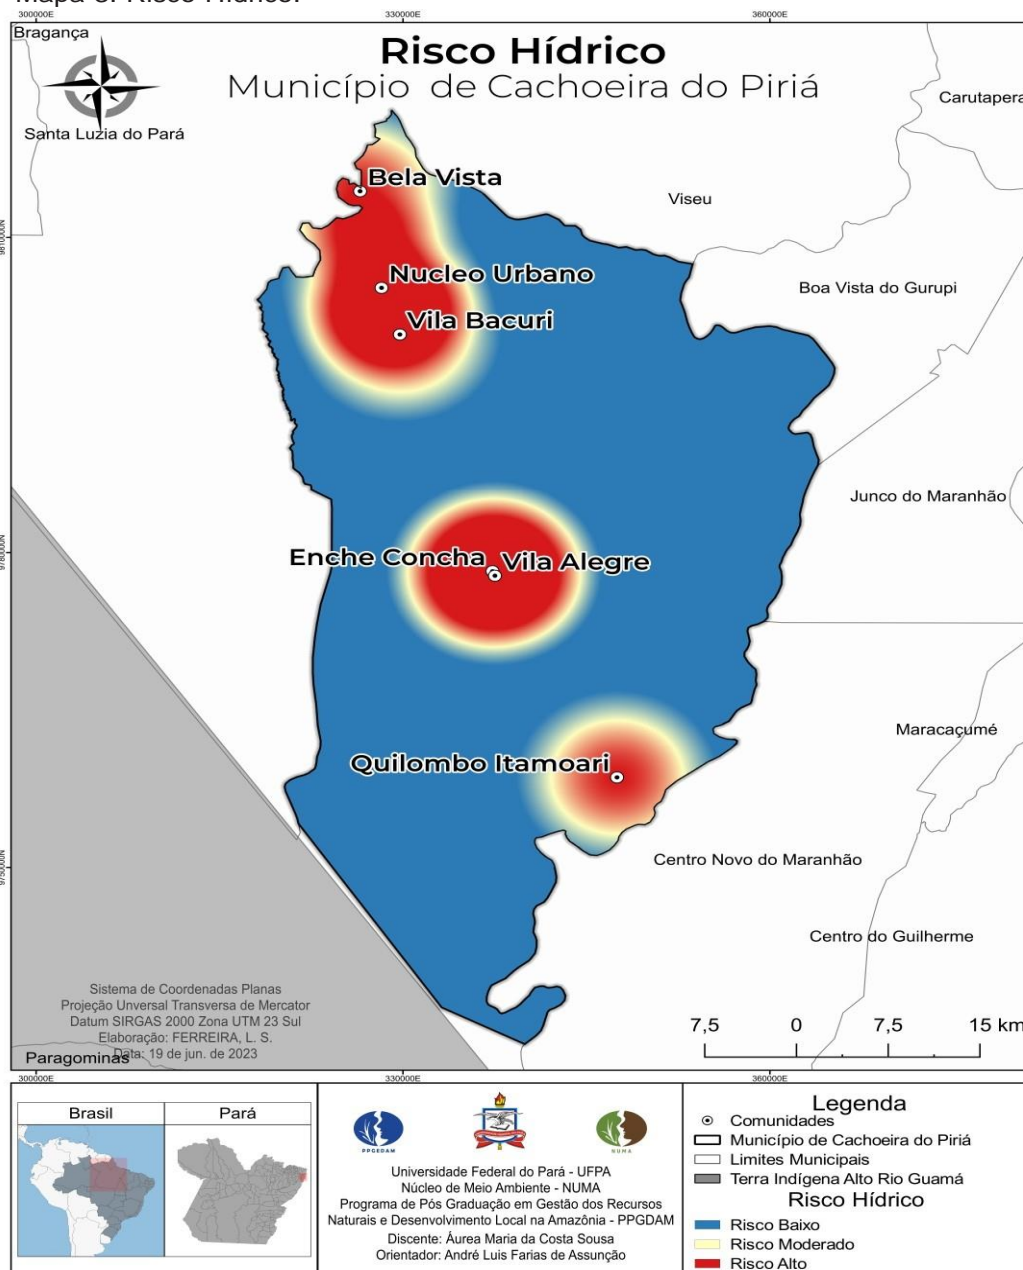 Mapa 3: Risco Hídrico.
300000E
330000E
360000E
Bragança
Risco Hídrico
Município de Cachoeira do Piriá
Carutapera
Santa Luzia do Pará
Bela Vista
Viseu
9810000N
Nucleo Urbano
Boa Vista do Gurupi
Vila Bacuri
Junco do Maranhão
9780000N
Enche Concha
Vila Alegre
Maracaçumé
Quilombo Itamoari
Centro Novo do Maranhão
9750000N
Centro do Guilherme
Sistema de Coordenadas Planas
Projeção Unversal Transversa de Mercator
Datum SIRGAS 2000 Zona UTM 23 Sul
Elaboração: FERREIRA, L. S.
Data: 19 de jun. de 2023
Paragominas
7,5 0 7,5 15 km
300000E
330000E
360000E
Brasil
Pará
PPGEDAM
NUMA
Universidade Federal do Pará - UFPA
Núcleo de Meio Ambiente - NUMA
Programa de Pós Graduação em Gestão dos Recursos
Naturais e Desenvolvimento Local na Amazônia - PPGDAM
Discente: Áurea Maria da Costa Sousa
Orientador: André Luis Farias de Assunção
Legenda
Comunidades
Município de Cachoeira do Piriá
Limites Municipais
Terra Indígena Alto Rio Guamá
Risco Hídrico
Risco Baixo
Risco Moderado
Risco Alto